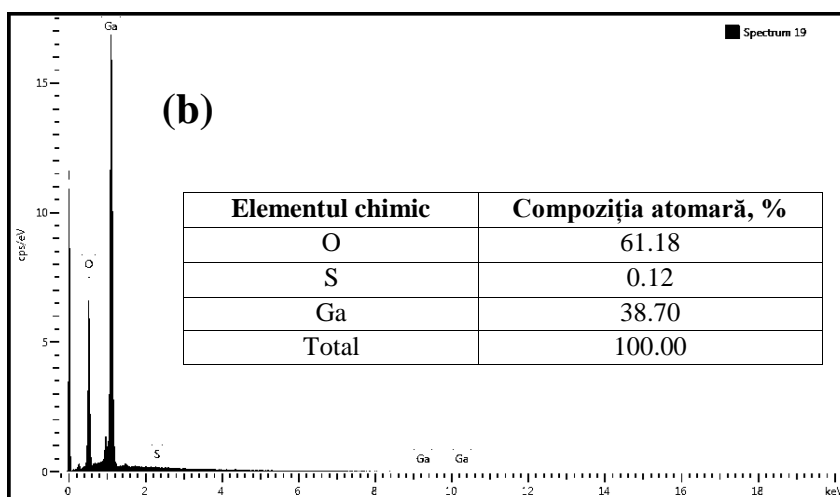 Ga
Spectrum 19
15
(b)
Elementul chimic Compoziția atomară, %
O 61.18
S 0.12
Ga 38.70
Total 100.00
10
cps/eV
O
5
S
Ga Ga
0
0 2 4 6 8 10 12 14 16 18 keV